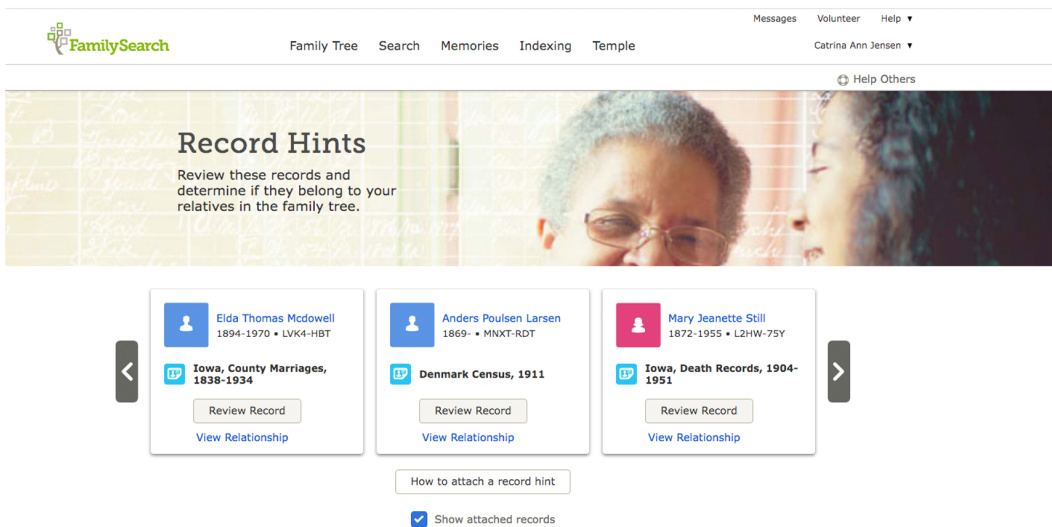 Messages Volunteer Help ▼
FamilySearch
Family Tree Search Memories Indexing Temple
Catrina Ann Jensen ▼
Help Others
Record Hints
Review these records and
determine if they belong to your
relatives in the family tree.
Elda Thomas Mcdowell
1894-1970 • LVK4-HBT
Iowa, County Marriages,
1838-1934
Review Record
View Relationship
Anders Poulsen Larsen
1869- • MNXT-RDT
Denmark Census, 1911
Review Record
View Relationship
Mary Jeanette Still
1872-1955 • L2HW-75Y
Iowa, Death Records, 1904-
1951
Review Record
View Relationship
How to attach a record hint
Show attached records